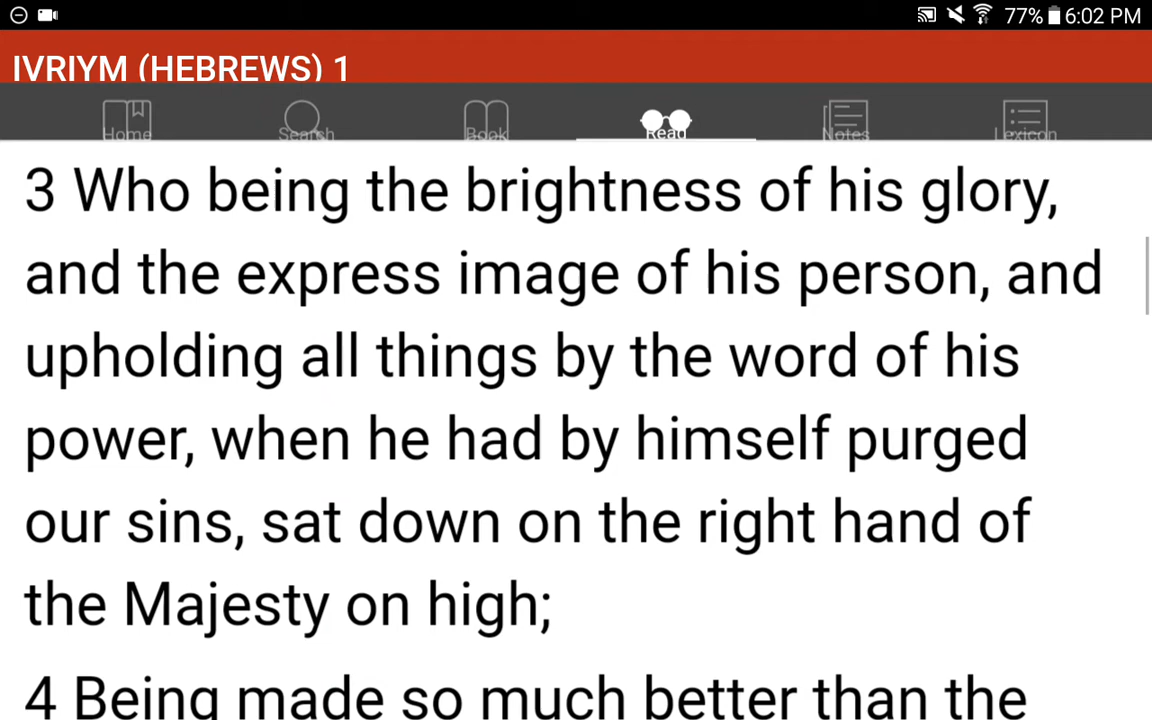 77% 6:02 PM
IVRIYM (HEBREWS) 1
Home Search Book Read Notes Lexicon
3 Who being the brightness of his glory,
and the express image of his person, and
upholding all things by the word of his
power, when he had by himself purged
our sins, sat down on the right hand of
the Majesty on high;
4 Being made so much better than the